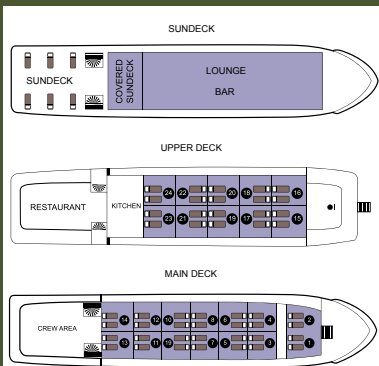 SUNDECK
SUNDECK
COVERED
SUNDECK
LOUNGE
BAR
UPPER DECK
RESTAURANT
KITCHEN
24 22 20 18 16
23 21 19 17 15
MAIN DECK
CREW AREA
14 12 10 8 6 4 2
13 11 19 7 5 3 1